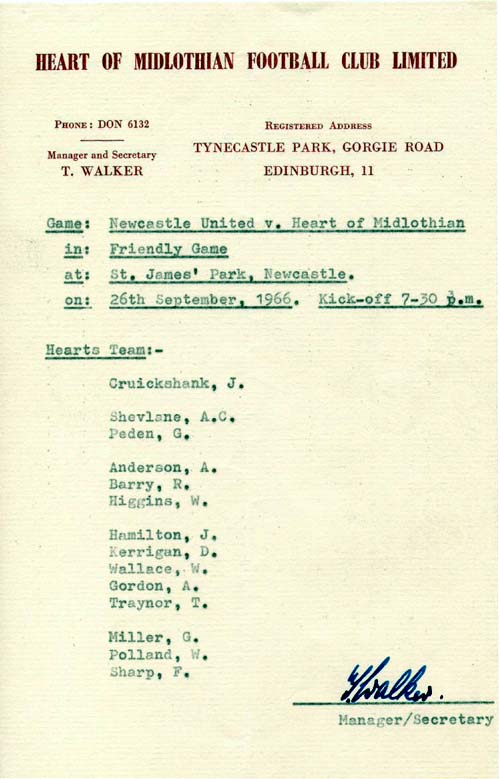 HEART OF MIDLOTHIAN FOOTBALL CLUB LIMITED
PHONE: DON 6132
Manager and Secretary
T. WALKER
REGISTERED ADDRESS
TYNECASTLE PARK, GORGIE ROAD
EDINBURGH, 11
Game: Newcastle United v. Heart of Midlothian
in: Friendly Game
at: St. James' Park, Newcastle.
on: 26th September, 1966. Kick-off 7-30 p.m.
Hearts Team:-
Cruickshank, J.
Shevlane, A.C.
Peden, G.
Anderson, A.
Barry, R.
Higgins, W.
Hamilton, J.
Kerrigan, D.
Wallace, W.
Gordon, A.
Traynor, T.
Miller, G.
Polland, W.
Sharp, F.
T Walker.
Manager/Secretary